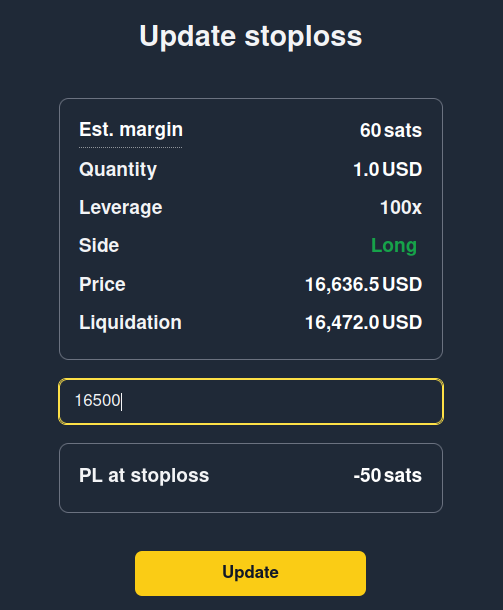 Update stoploss
Est. margin 60 sats
Quantity 1.0 USD
Leverage 100x
Side Long
Price 16,636.5 USD
Liquidation 16,472.0 USD
16500
PL at stoploss -50 sats
Update